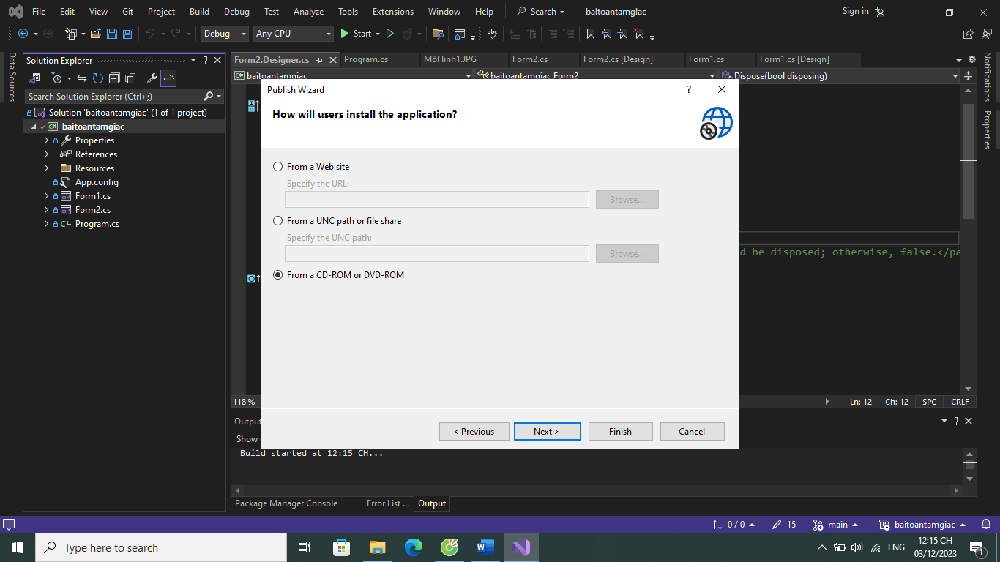 File Edit View Git Project Build Debug Test Analyze Tools Extensions Window Help Search baitoantamgiac Sign in
Debug Any CPU Start
Data Sources
Solution Explorer
Search Solution Explorer (Ctrl+;)
Solution 'baitoantamgiac' (1 of 1 project)
baitoantamgiac
Properties
References
Resources
App.config
Form1.cs
Form2.cs
Program.cs
Form2.Designer.cs Program.cs MôHinh1.JPG Form2.cs Form2.cs [Design] Form1.cs Form1.cs [Design]
baitoantamgiac baitoantamgiac.Form2 Dispose(bool disposing)
Notifications
Properties
Publish Wizard ?
How will users install the application?
From a Web site
Specify the URL:
Browse...
From a UNC path or file share
Specify the UNC path:
Browse...
From a CD-ROM or DVD-ROM
< Previous Next > Finish Cancel
d be disposed; otherwise, false.</pa
118 % Ln: 12 Ch: 12 SPC CRLF
Output
Show
Build started at 12:15 CH...
Package Manager Console Error List ... Output
0 / 0 15 main baitoantamgiac
Type here to search
ENG
12:15 CH
03/12/2023
1